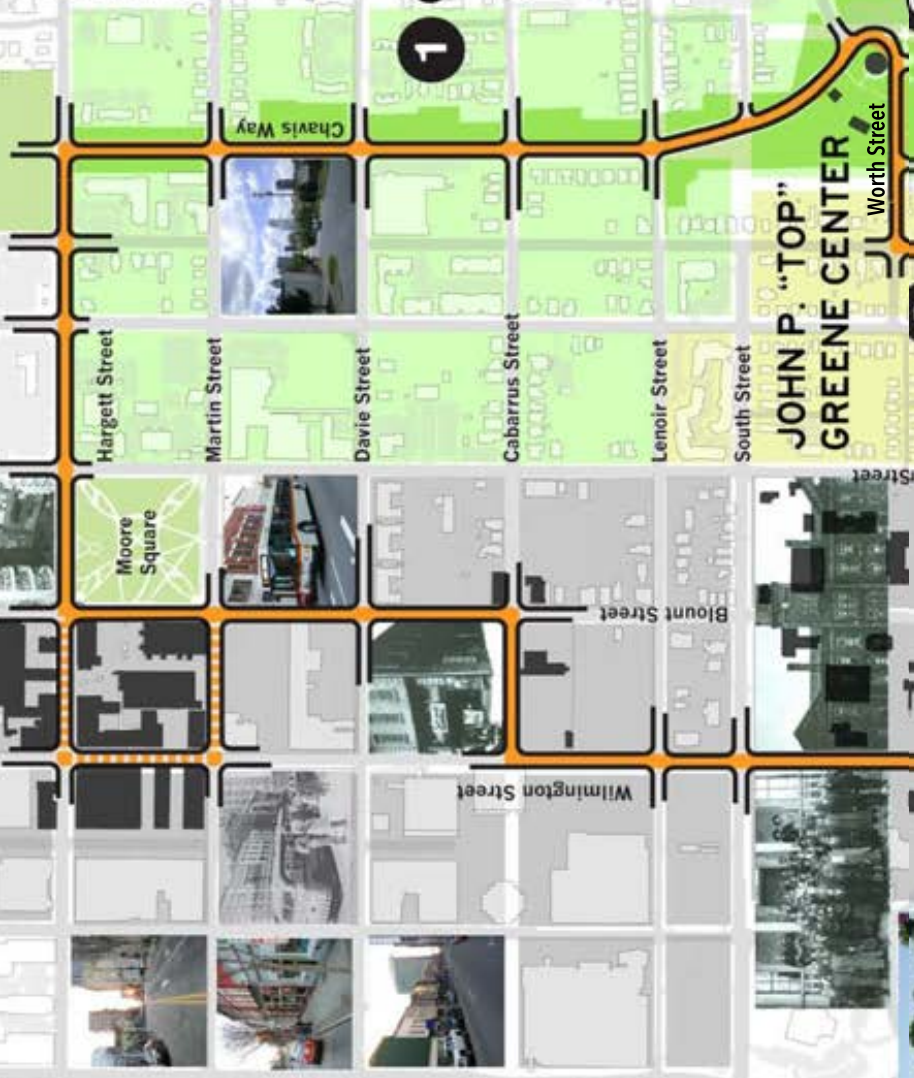 1
Chavis Way
Hargett Street
Martin Street
Davie Street
Cabarrus Street
Lenoir Street
South Street
JOHN P. "TOP"
GREENE CENTER
Worth Street
Moore
Square
Blount Street
Wilmington Street
Street